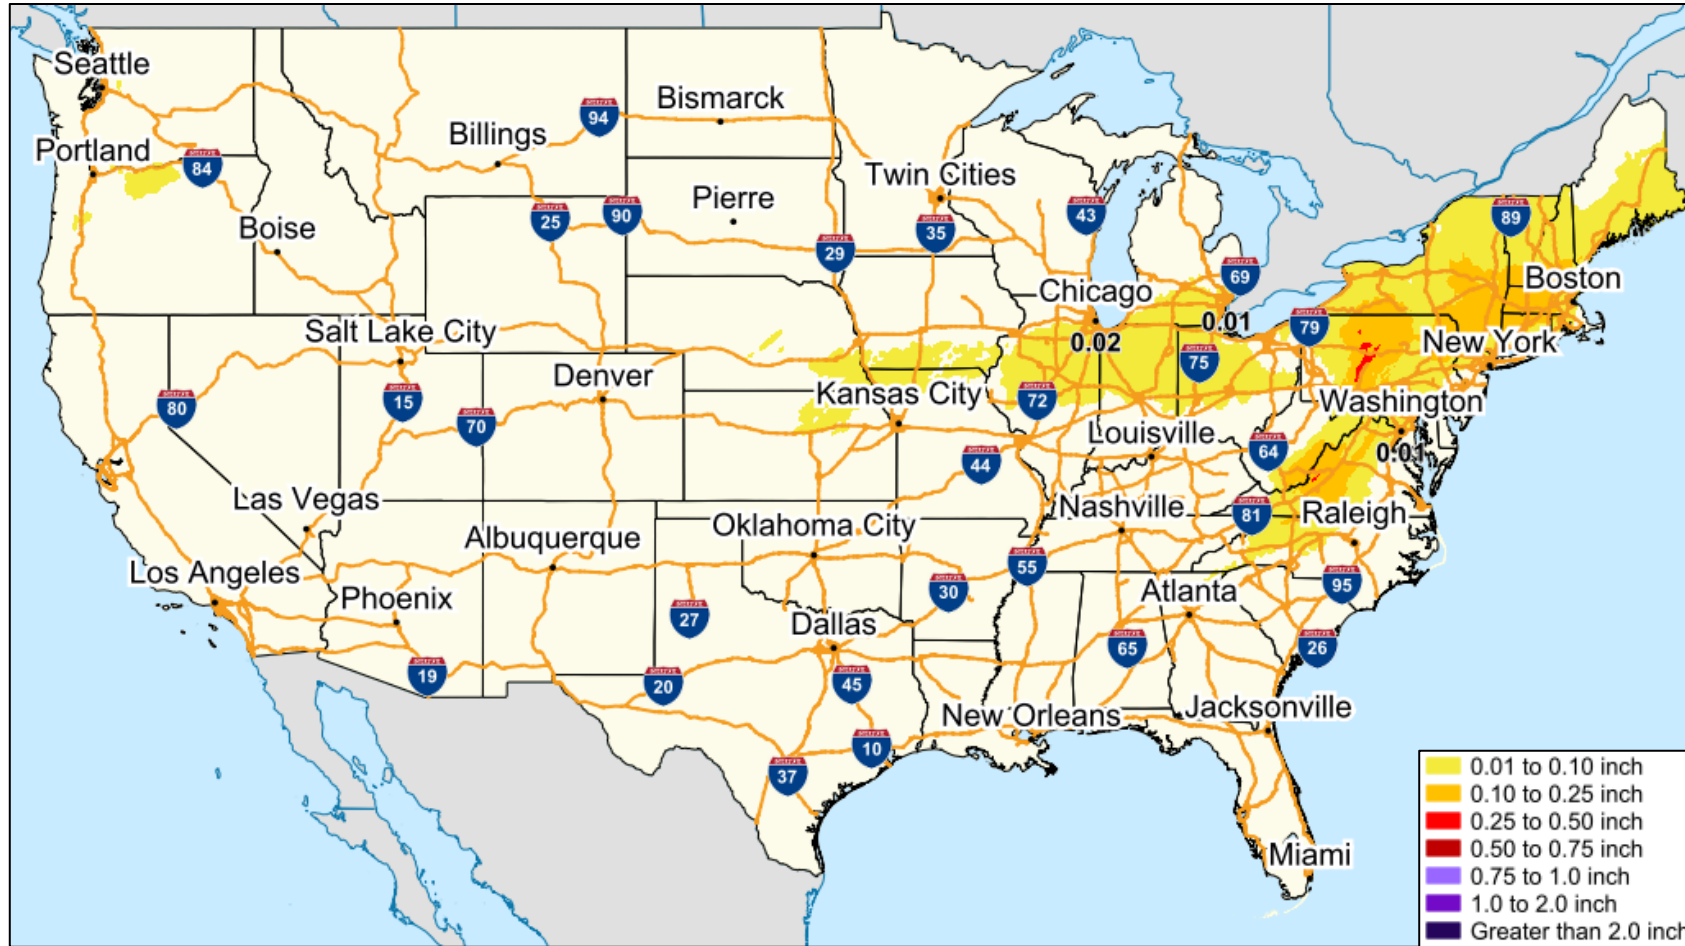 Seattle
Bismarck
94
Billings
Portland
84
Twin Cities
Pierre
25
90
43
89
35
Boise
29
69
Boston
Chicago
0.01
79
Salt Lake City
0.02
New York
75
Denver
Kansas City
15
72
Washington
80
70
Louisville
64
0.01
44
Las Vegas
Nashville
81
Raleigh
Oklahoma City
Albuquerque
55
Los Angeles
95
Phoenix
30
Atlanta
27
Dallas
65
26
19
20
45
New Orleans
Jacksonville
10
37
Miami
0.01 to 0.10 inch
0.10 to 0.25 inch
0.25 to 0.50 inch
0.50 to 0.75 inch
0.75 to 1.0 inch
1.0 to 2.0 inch
Greater than 2.0 inch